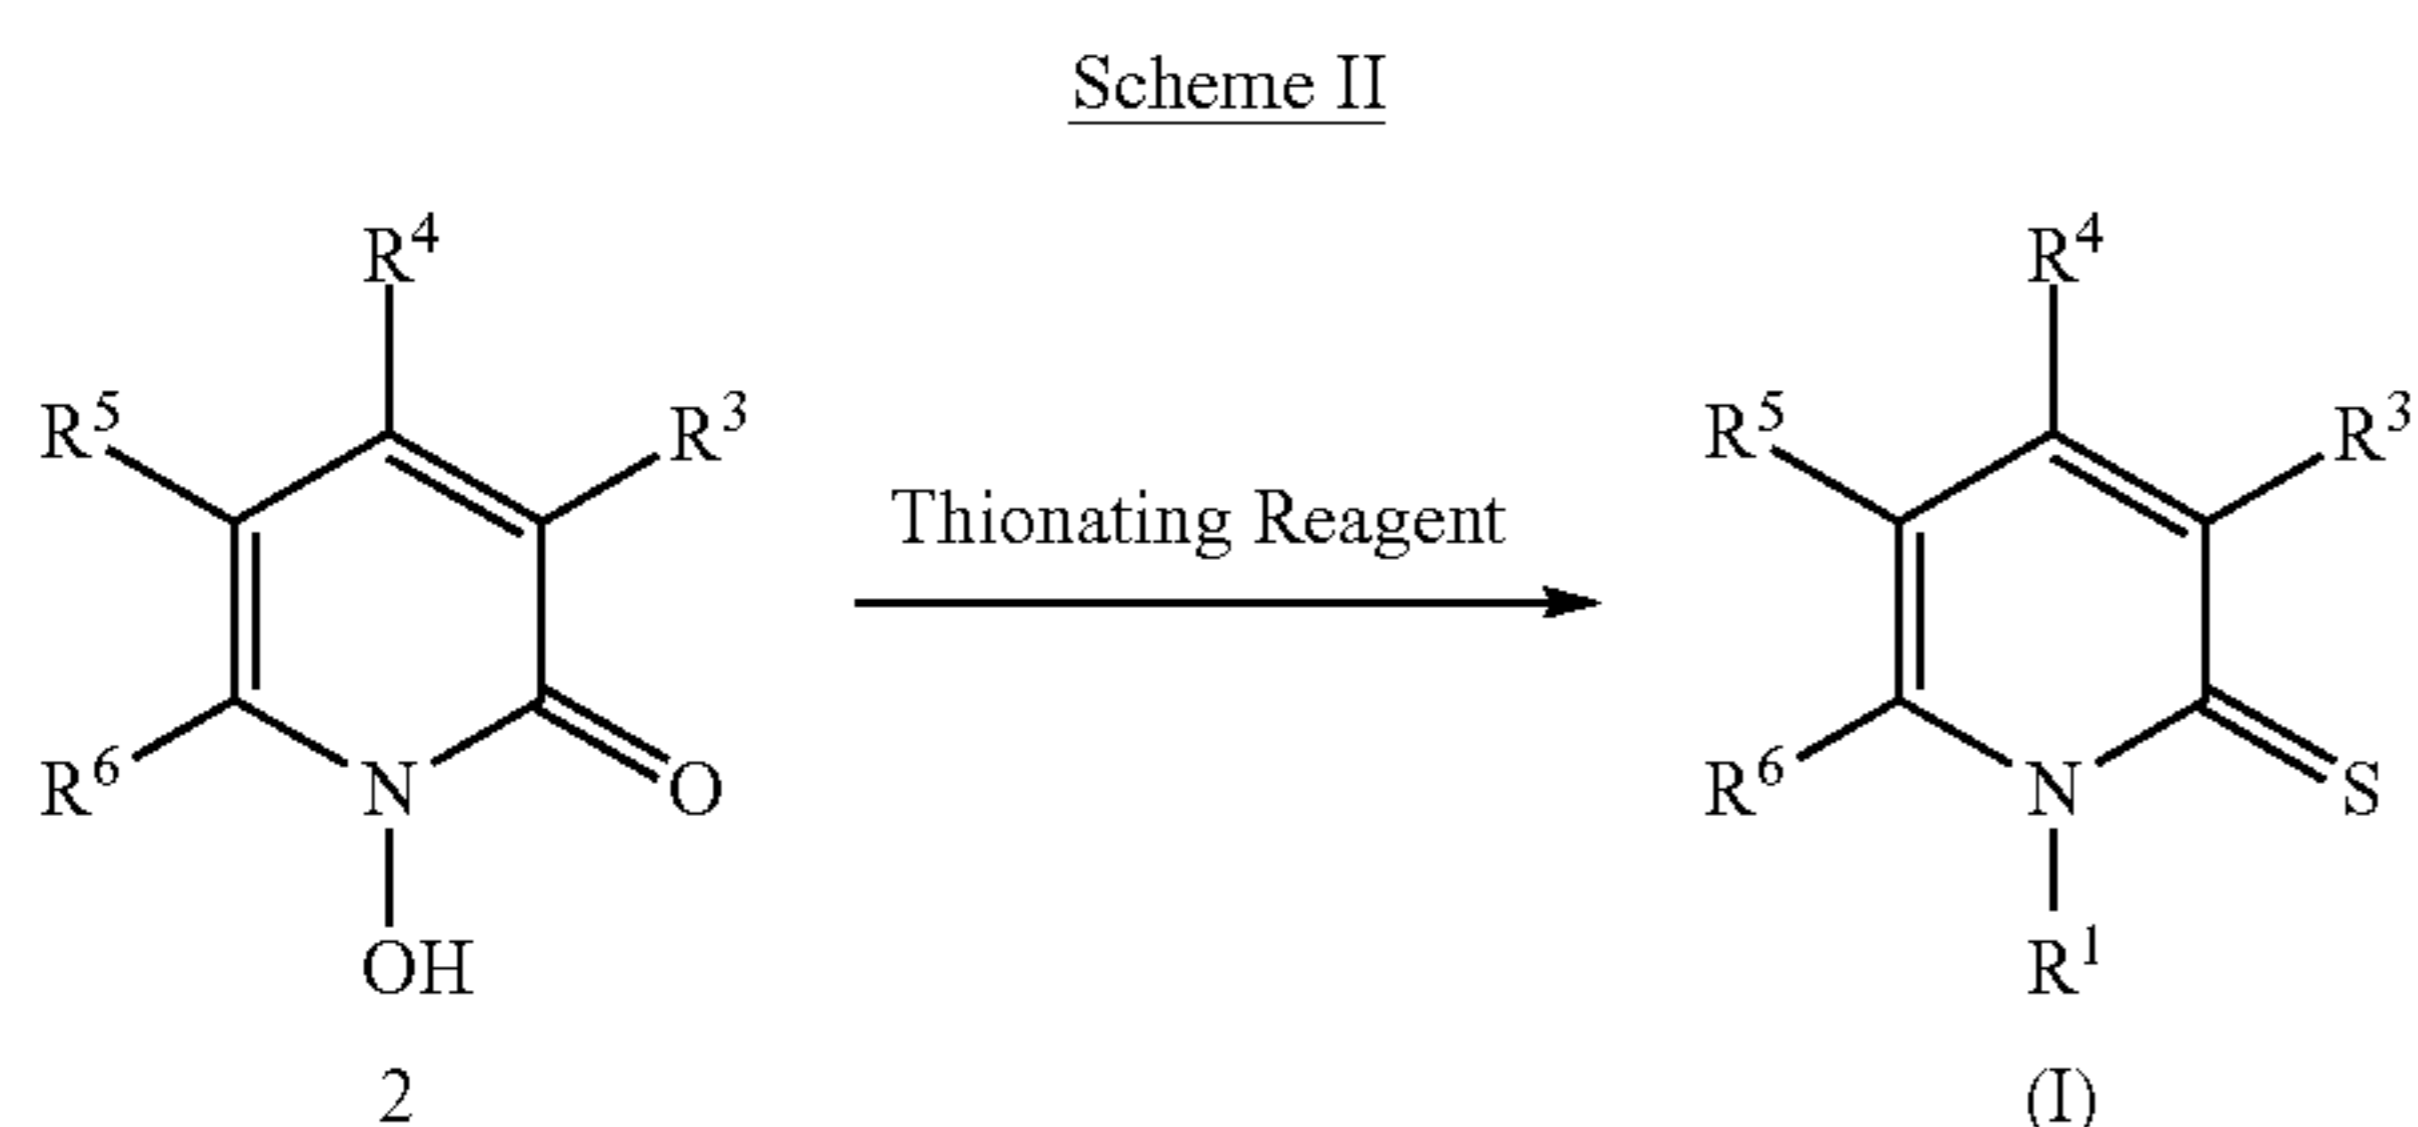 Scheme II
R⁴ R⁴
R⁵ R³ R⁵ R³
Thionating Reagent
R⁶ N O R⁶ N S
OH R¹
2 (I)